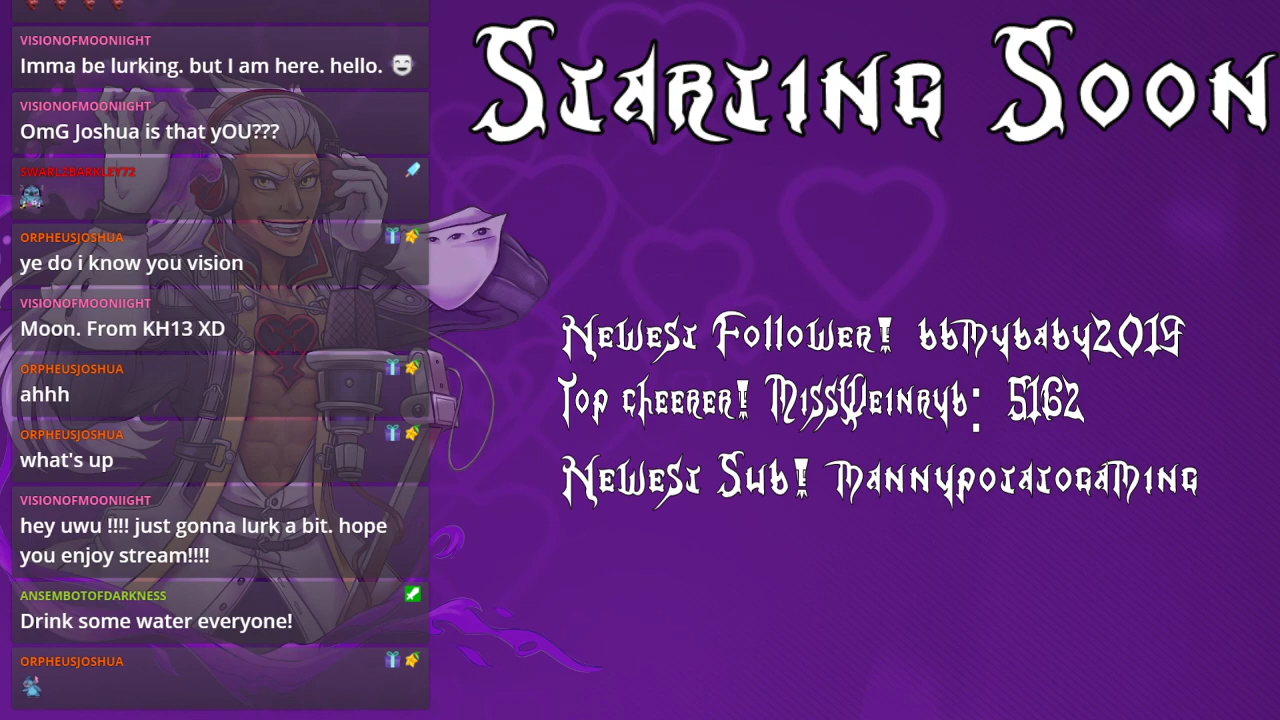 VISIONOFMOONIIGHT
Imma be lurking. but I am here. hello.
VISIONOFMOONIIGHT
OmG Joshua is that yOU???
SWARLZBARKLEY72
ORPHEUSJOSHUA
ye do i know you vision
VISIONOFMOONIIGHT
Moon. From KH13 XD
ORPHEUSJOSHUA
ahhh
ORPHEUSJOSHUA
what's up
VISIONOFMOONIIGHT
hey uwu !!!! just gonna lurk a bit. hope
you enjoy stream!!!!
ANSEMBOTOFDARKNESS
Drink some water everyone!
ORPHEUSJOSHUA
Starting Soon
Newest Follower! bbmybaby2019
Top cheerer! MissWeinryb: 5162
Newest Sub! mannypotatogaming